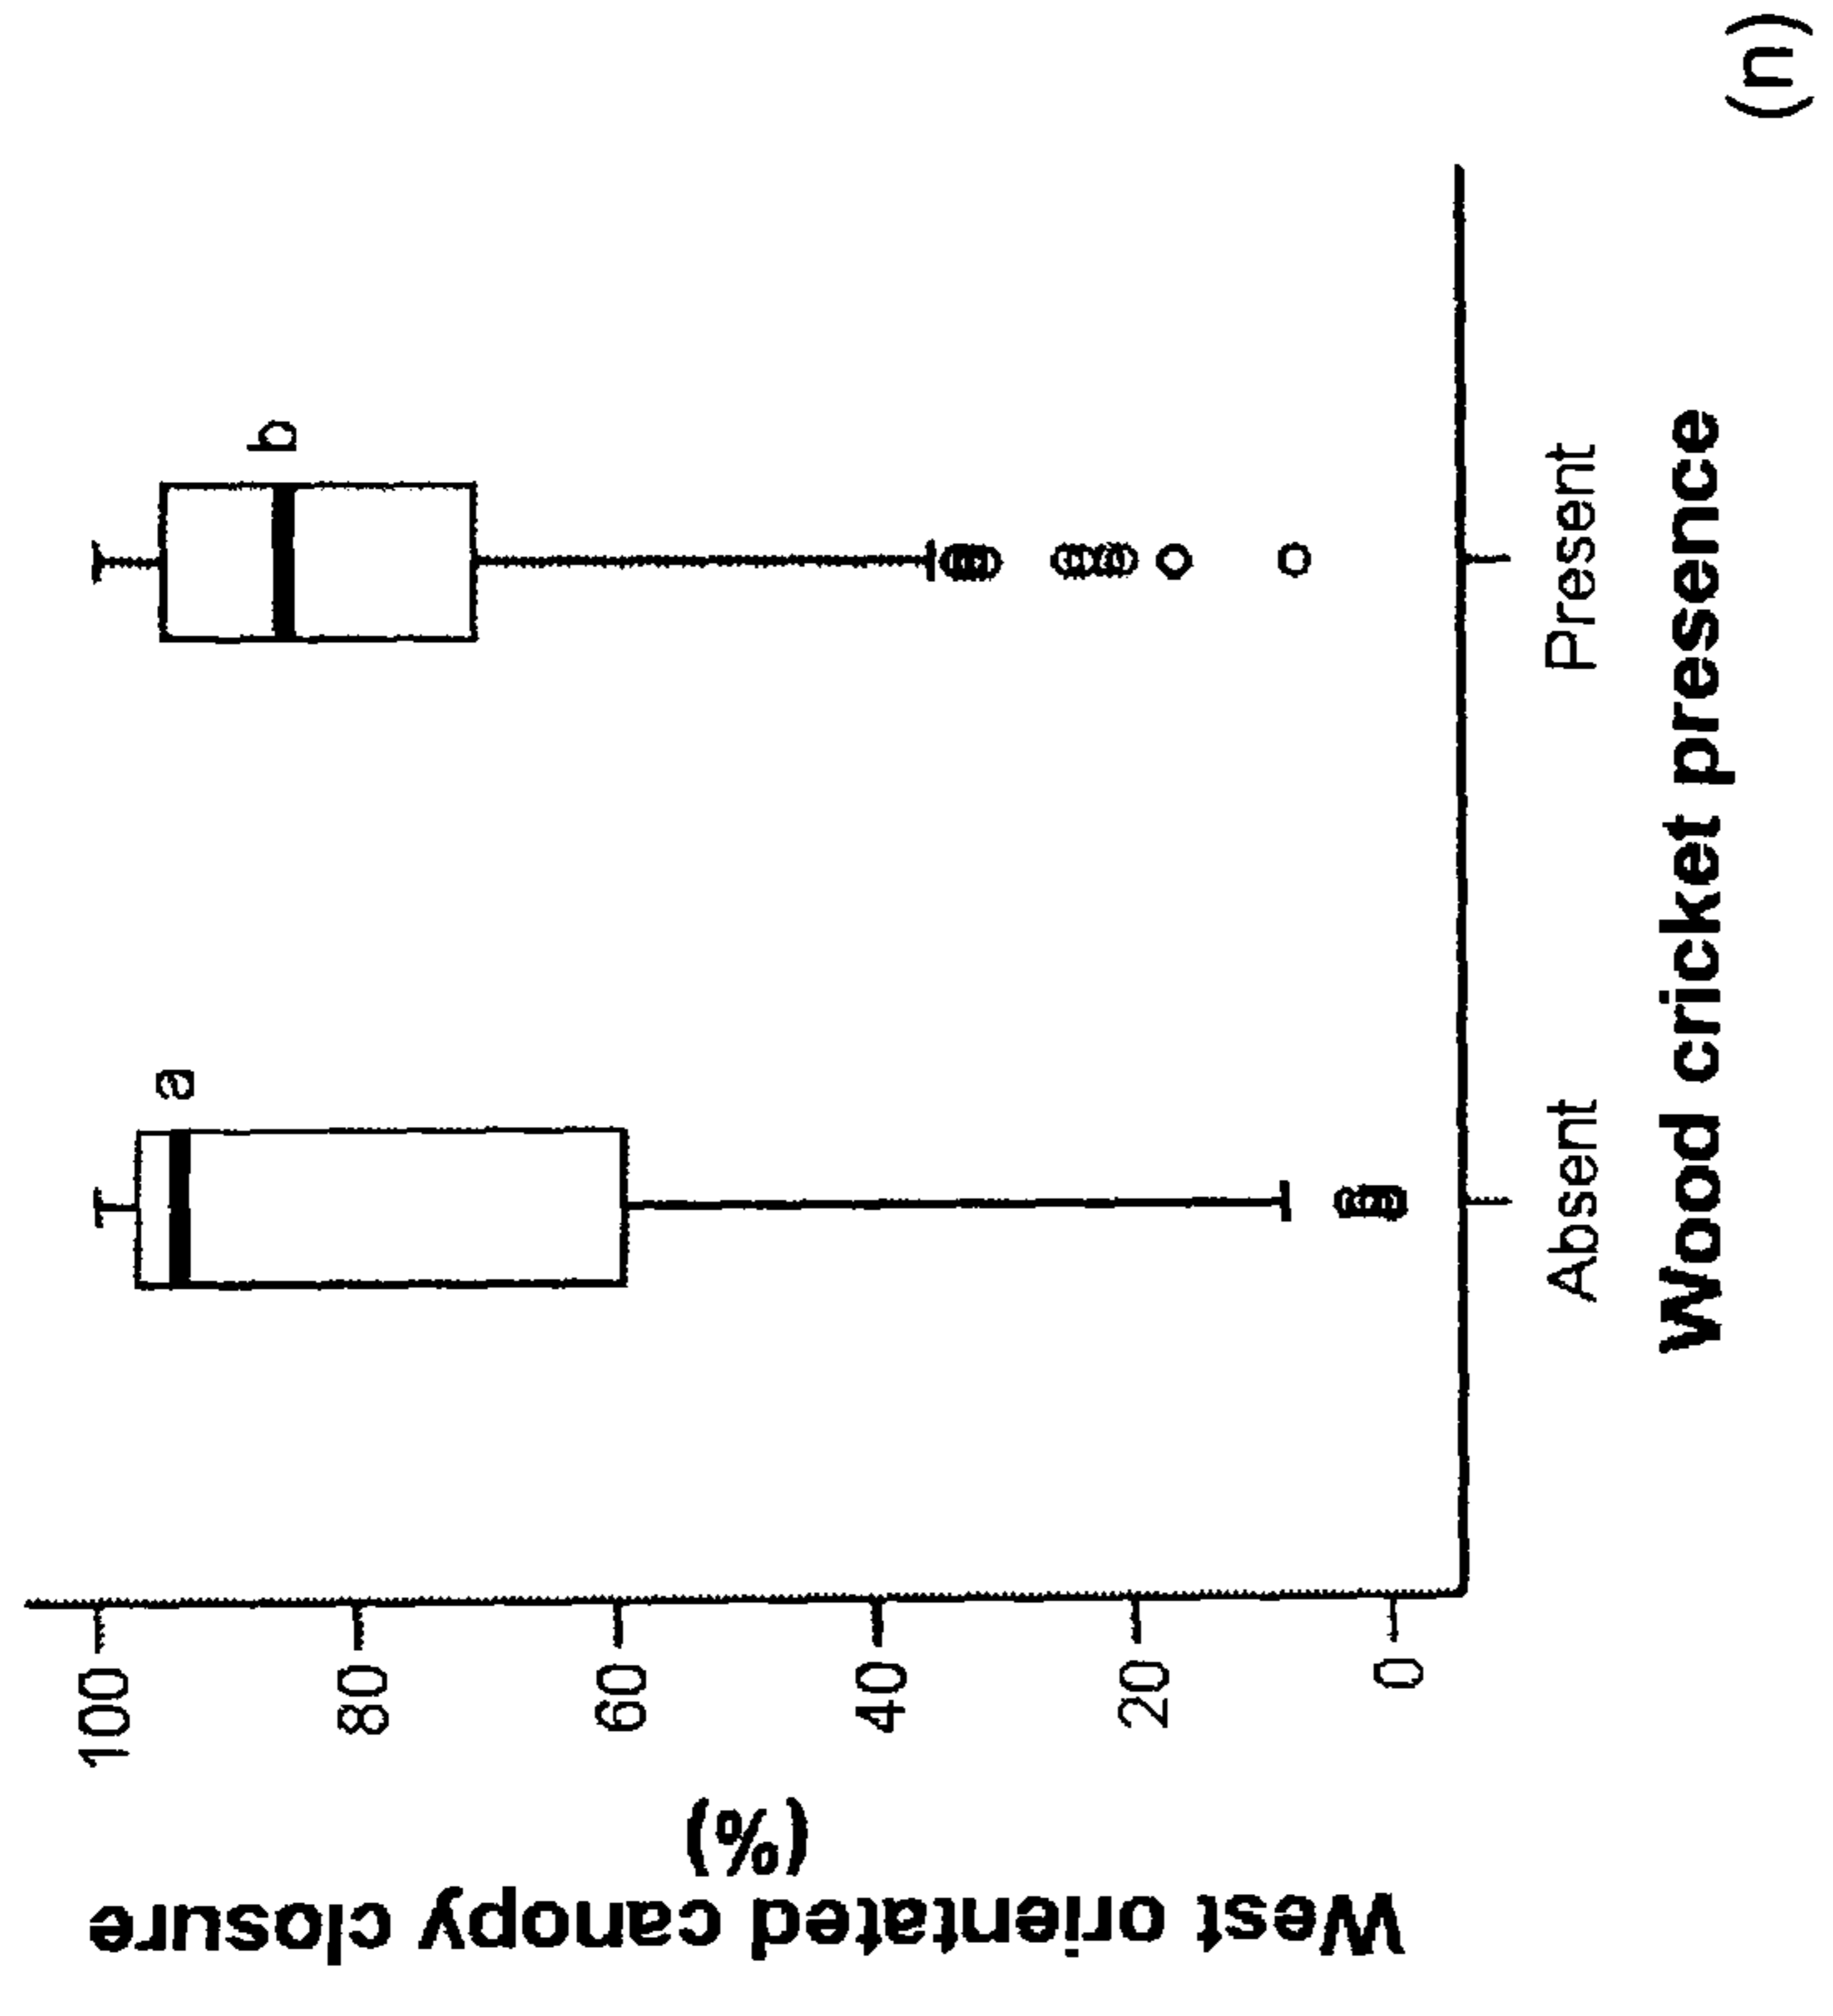 West orientated canopy closure
(%)
100
80
60
40
20
0
a
b
Absent
Present
Wood cricket presence
(n)